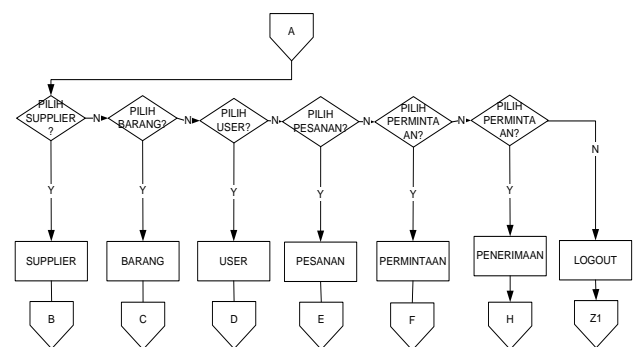 A
PILIH
SUPPLIER
?
N
PILIH
BARANG?
N
PILIH
USER?
N
PILIH
PESANAN?
N
PILIH
PERMINTA
AN?
N
PILIH
PERMINTA
AN?
N
Y
Y
Y
Y
Y
Y
SUPPLIER
BARANG
USER
PESANAN
PERMINTAAN
PENERIMAAN
LOGOUT
B
C
D
E
F
H
Z1